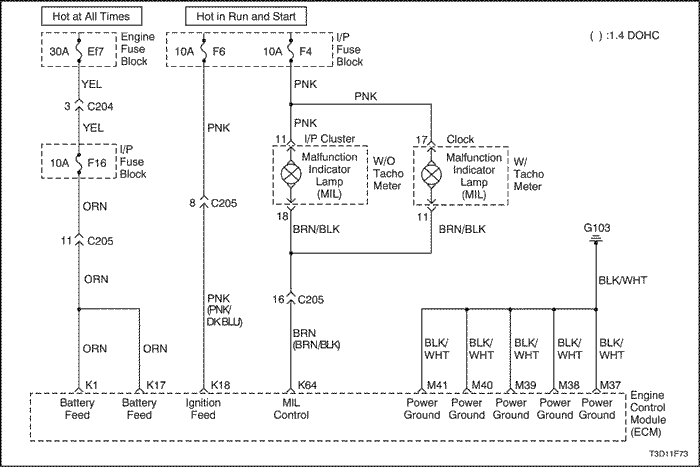 Hot at All Times
Hot in Run and Start
30A Ef7
Engine
Fuse
Block
10A F6
10A F4
I/P
Fuse
Block
( ) :1.4 DOHC
YEL
3 C204
YEL
10A F16
I/P
Fuse
Block
ORN
11 C205
ORN
ORN
ORN
PNK
8 C205
PNK
(PNK/
DKBLU)
PNK
PNK
PNK
11 I/P Cluster
Malfunction
Indicator
Lamp
(MIL)
W/O
Tacho
Meter
18
BRN/BLK
17 Clock
Malfunction
Indicator
Lamp
(MIL)
W/
Tacho
Meter
11
BRN/BLK
16 C205
BRN
(BRN/BLK)
G103
BLK/WHT
BLK/
WHT
BLK/
WHT
BLK/
WHT
BLK/
WHT
BLK/
WHT
K1 K17 K18 K64 M41 M40 M39 M38 M37
Battery
Feed
Battery
Feed
Ignition
Feed
MIL
Control
Power
Ground
Power
Ground
Power
Ground
Power
Ground
Power
Ground
Engine
Control
Module
(ECM)
T3D11F73